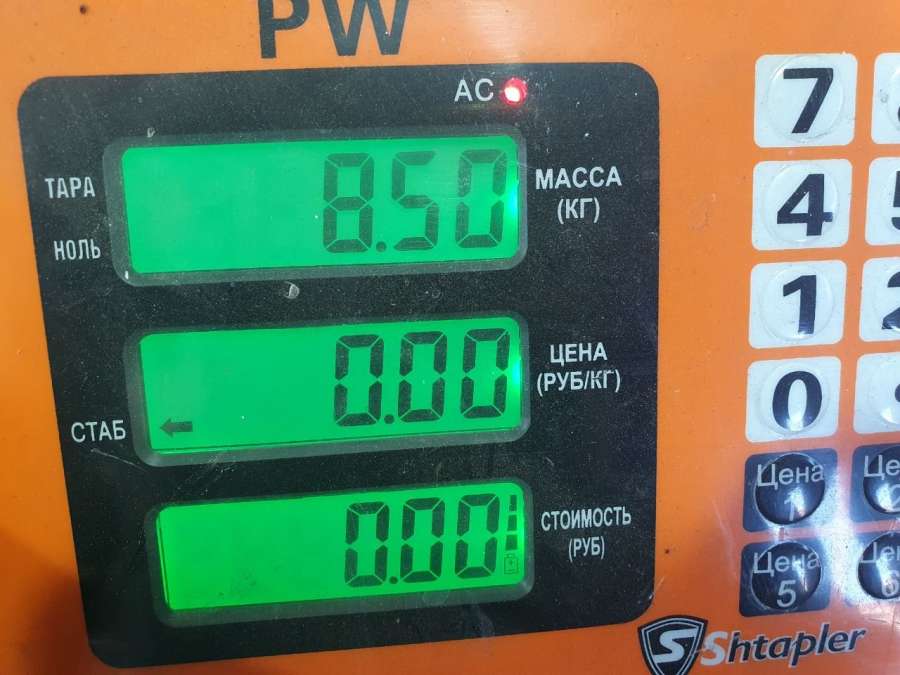 PW
AC
ТАРА
НОЛЬ
8.50
МАССА
(КГ)
СТАБ
0.00
ЦЕНА
(РУБ/КГ)
0.00
СТОИМОСТЬ
(РУБ)
7
4
1
0
Цена
1
Цена
5
Shtapler